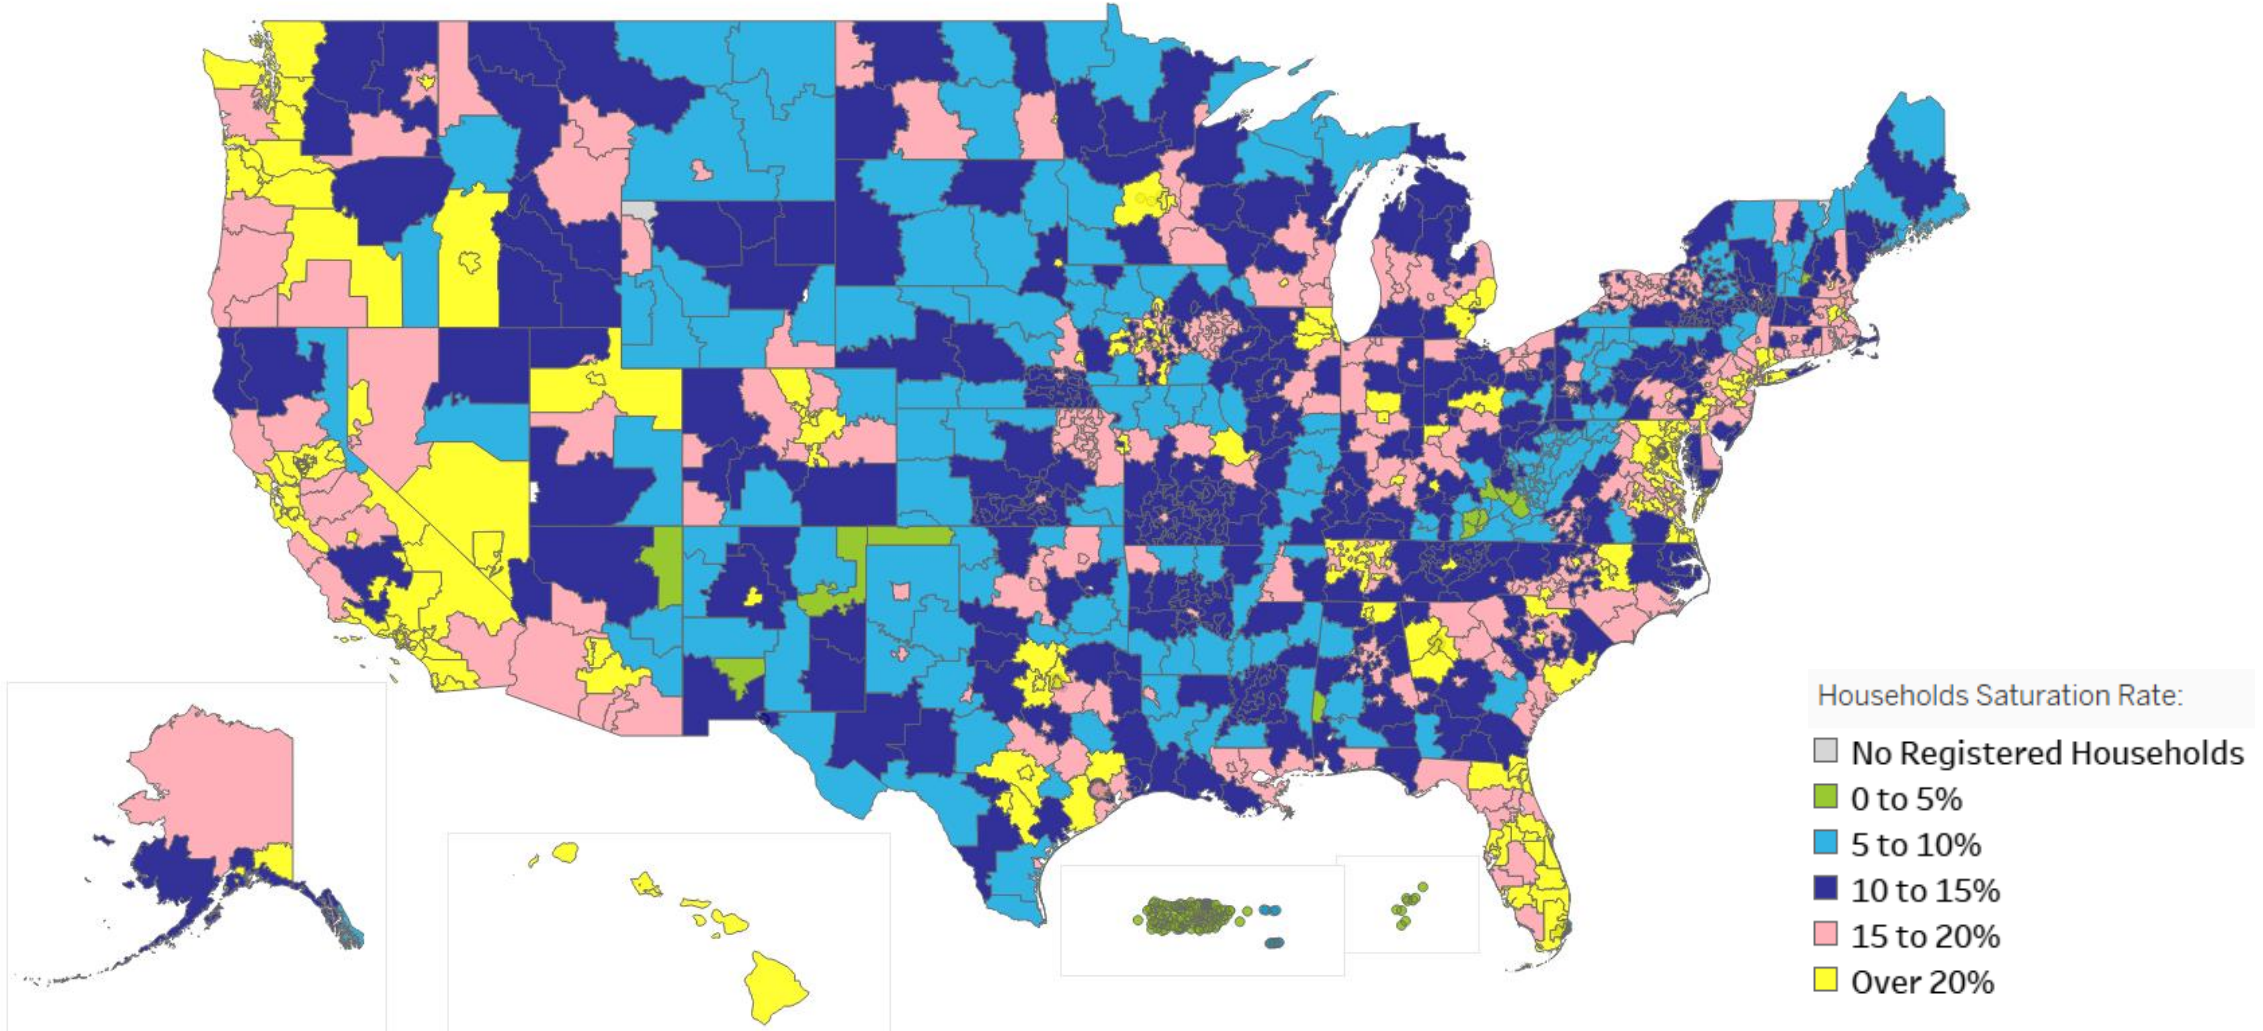 Households Saturation Rate:
No Registered Households
0 to 5%
5 to 10%
10 to 15%
15 to 20%
Over 20%